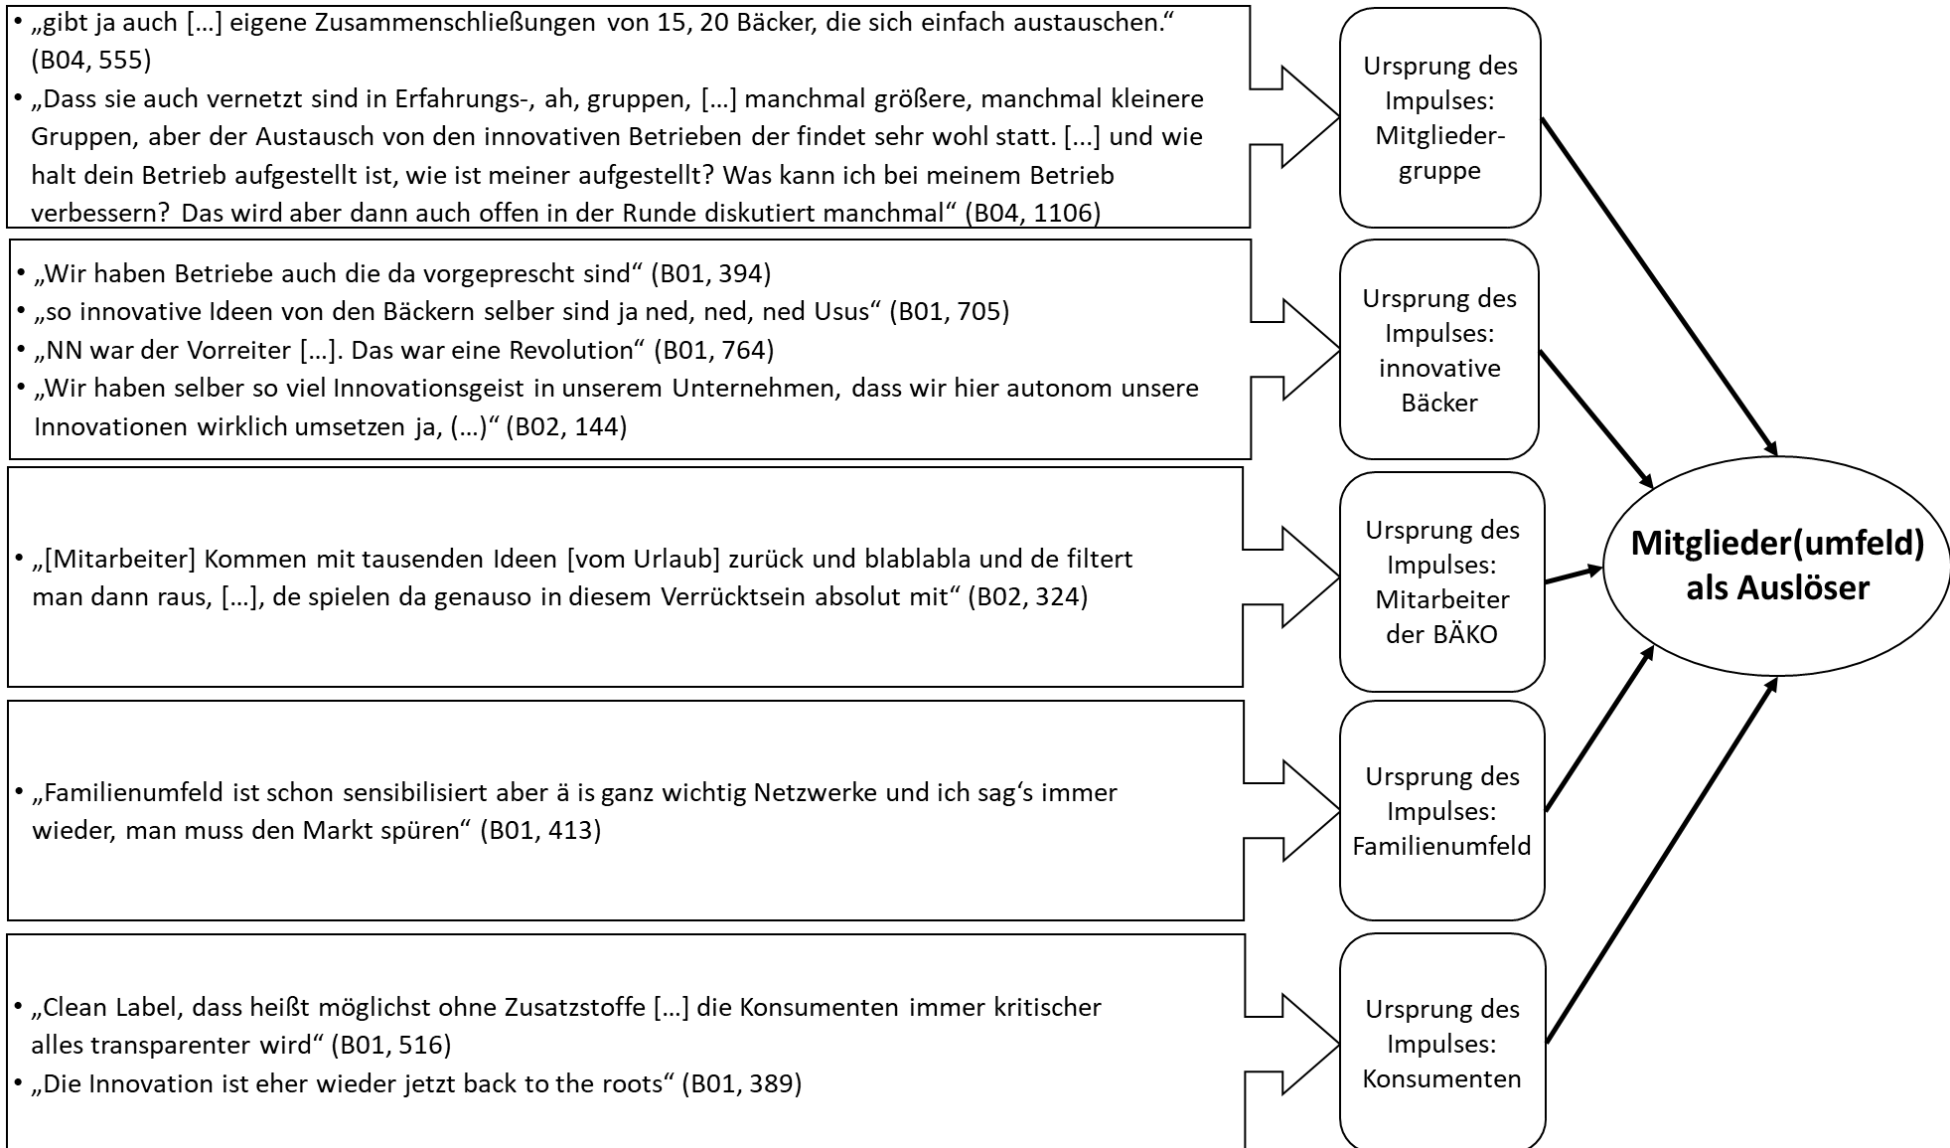 • „gibt ja auch […] eigene Zusammenschließungen von 15, 20 Bäcker, die sich einfach austauschen.“
(B04, 555)
• „Dass sie auch vernetzt sind in Erfahrungs-, ah, gruppen, […] manchmal größere, manchmal kleinere
Gruppen, aber der Austausch von den innovativen Betrieben der findet sehr wohl statt. […] und wie
halt dein Betrieb aufgestellt ist, wie ist meiner aufgestellt? Was kann ich bei meinem Betrieb
verbessern? Das wird aber dann auch offen in der Runde diskutiert manchmal“ (B04, 1106)
Ursprung des
Impulses:
Mitglieder-
gruppe
• „Wir haben Betriebe auch die da vorgeprescht sind“ (B01, 394)
• „so innovative Ideen von den Bäckern selber sind ja ned, ned, ned Usus“ (B01, 705)
• „NN war der Vorreiter […]. Das war eine Revolution“ (B01, 764)
• „Wir haben selber so viel Innovationsgeist in unserem Unternehmen, dass wir hier autonom unsere
Innovationen wirklich umsetzen ja, (…)“ (B02, 144)
Ursprung des
Impulses:
innovative
Bäcker
• „[Mitarbeiter] Kommen mit tausenden Ideen [vom Urlaub] zurück und blablabla und de filtert
man dann raus, […], de spielen da genauso in diesem Verrücktsein absolut mit“ (B02, 324)
Ursprung des
Impulses:
Mitarbeiter
der BÄKO
• „Familienumfeld ist schon sensibilisiert aber ä is ganz wichtig Netzwerke und ich sag‘s immer
wieder, man muss den Markt spüren“ (B01, 413)
Ursprung des
Impulses:
Familienumfeld
• „Clean Label, dass heißt möglichst ohne Zusatzstoffe […] die Konsumenten immer kritischer
alles transparenter wird“ (B01, 516)
• „Die Innovation ist eher wieder jetzt back to the roots“ (B01, 389)
Ursprung des
Impulses:
Konsumenten
Mitglieder(umfeld)
als Auslöser